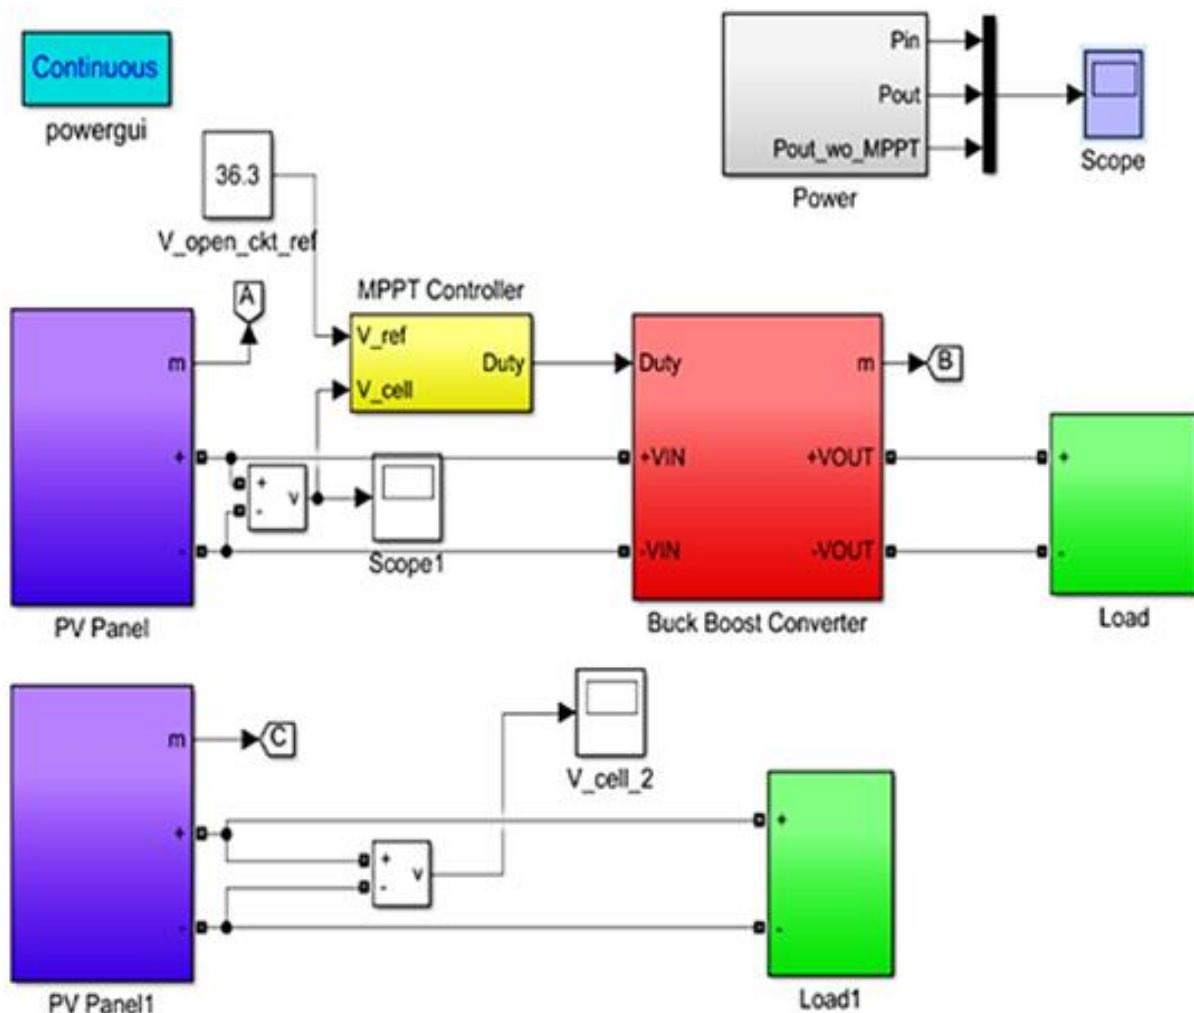 Continuous
powergui
Pin
Pout
Pout_wo_MPPT
Power
Scope
36.3
V_open_ckt_ref
A
MPPT Controller
V_ref
V_cell
Duty
m
+
-
PV Panel
+
-
v
Scope1
Duty
m
+VIN
+VOUT
-VIN
-VOUT
Buck Boost Converter
B
+
-
Load
m
+
-
PV Panel1
C
+
-
v
V_cell_2
+
-
Load1